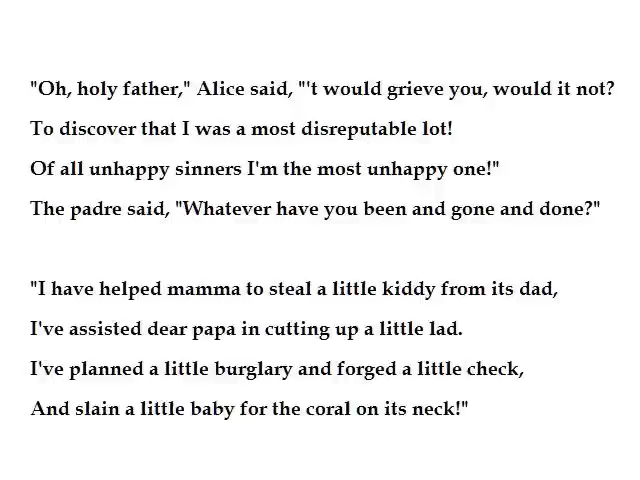 "Oh, holy father," Alice said, "'t would grieve you, would it not?
To discover that I was a most disreputable lot!
Of all unhappy sinners I'm the most unhappy one!"
The padre said, "Whatever have you been and gone and done?"
"I have helped mamma to steal a little kiddy from its dad,
I've assisted dear papa in cutting up a little lad.
I've planned a little burglary and forged a little check,
And slain a little baby for the coral on its neck!"